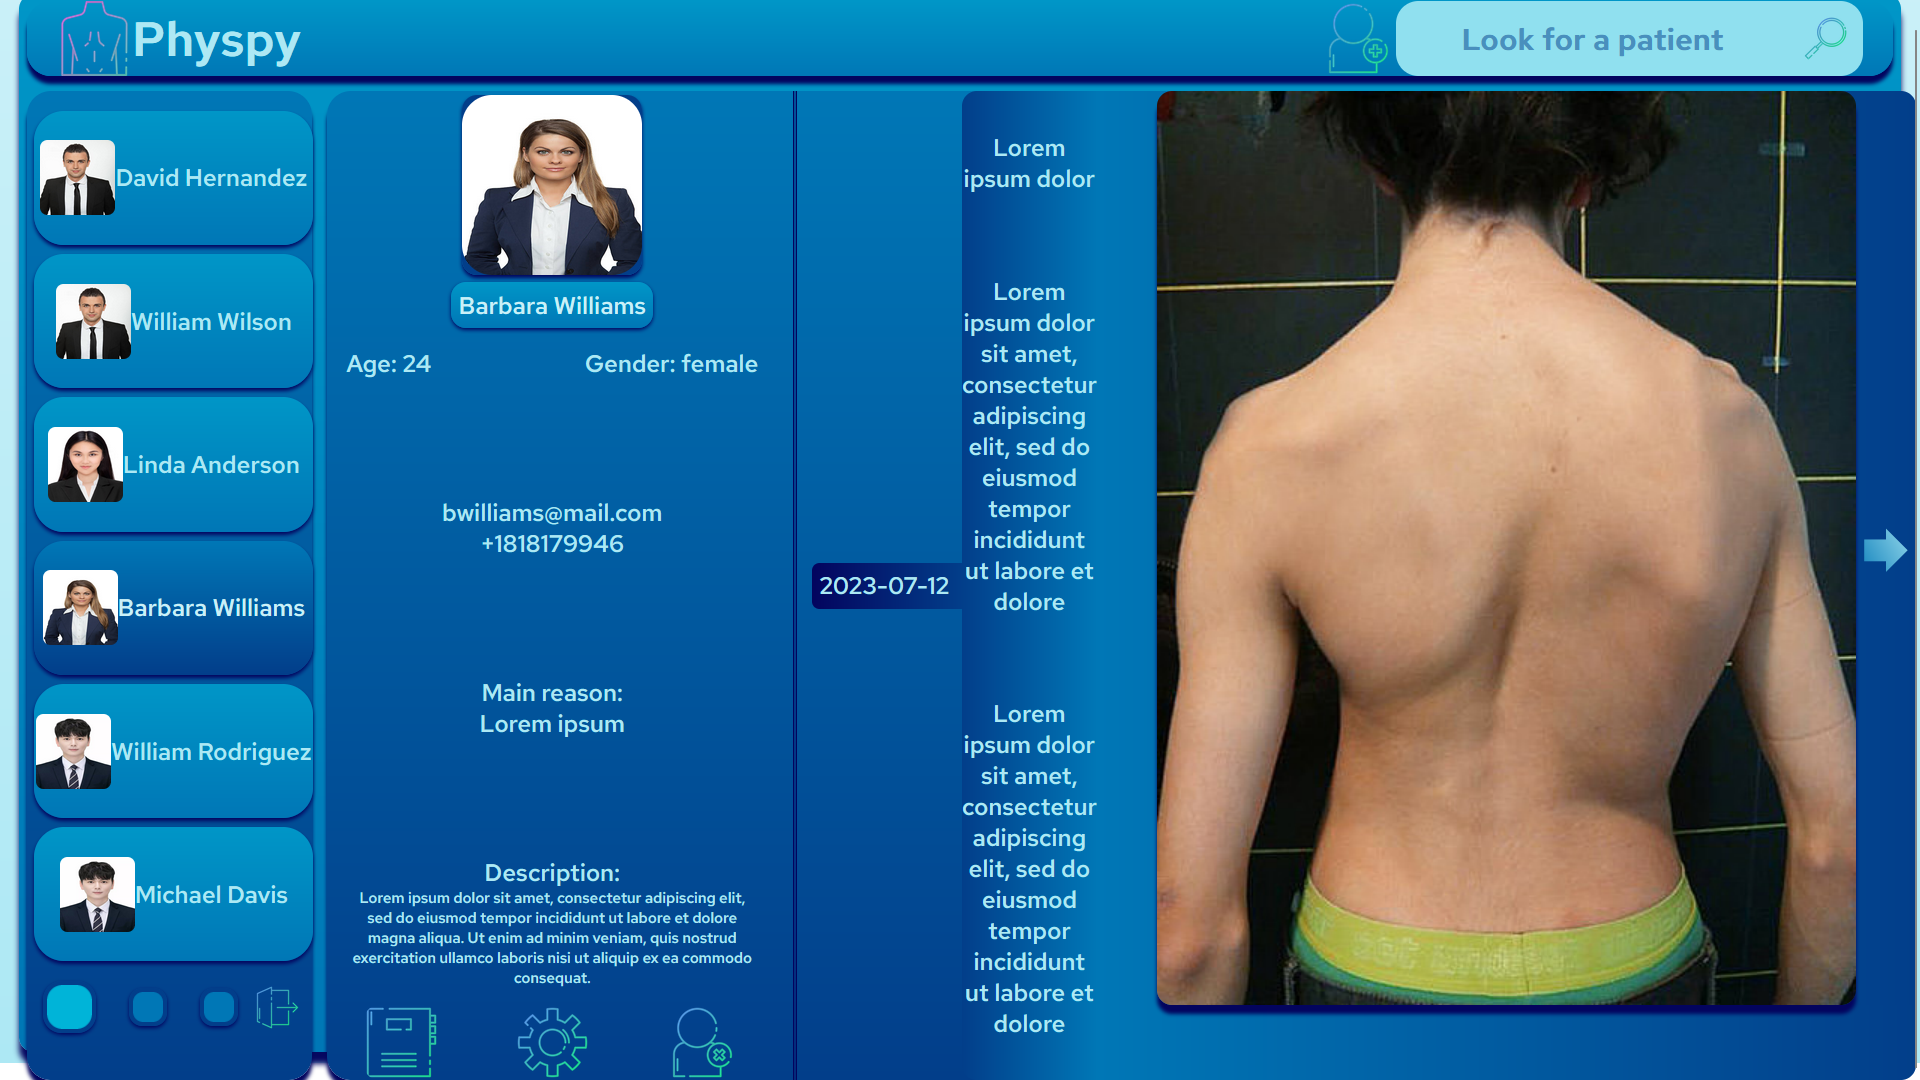 Physpy
Look for a patient
David Hernandez
William Wilson
Linda Anderson
Barbara Williams
William Rodriguez
Michael Davis
Barbara Williams
Age: 24
Gender: female
bwilliams@mail.com
+1818179946
Main reason:
Lorem ipsum
Description:
Lorem ipsum dolor sit amet, consectetur adipiscing elit,
sed do eiusmod tempor incididunt ut labore et dolore
magna aliqua. Ut enim ad minim veniam, quis nostrud
exercitation ullamco laboris nisi ut aliquip ex ea commodo
consequat.
2023-07-12
Lorem
ipsum dolor
Lorem
ipsum dolor
sit amet,
consectetur
adipiscing
elit, sed do
eiusmod
tempor
incididunt
ut labore et
dolore
Lorem
ipsum dolor
sit amet,
consectetur
adipiscing
elit, sed do
eiusmod
tempor
incididunt
ut labore et
dolore